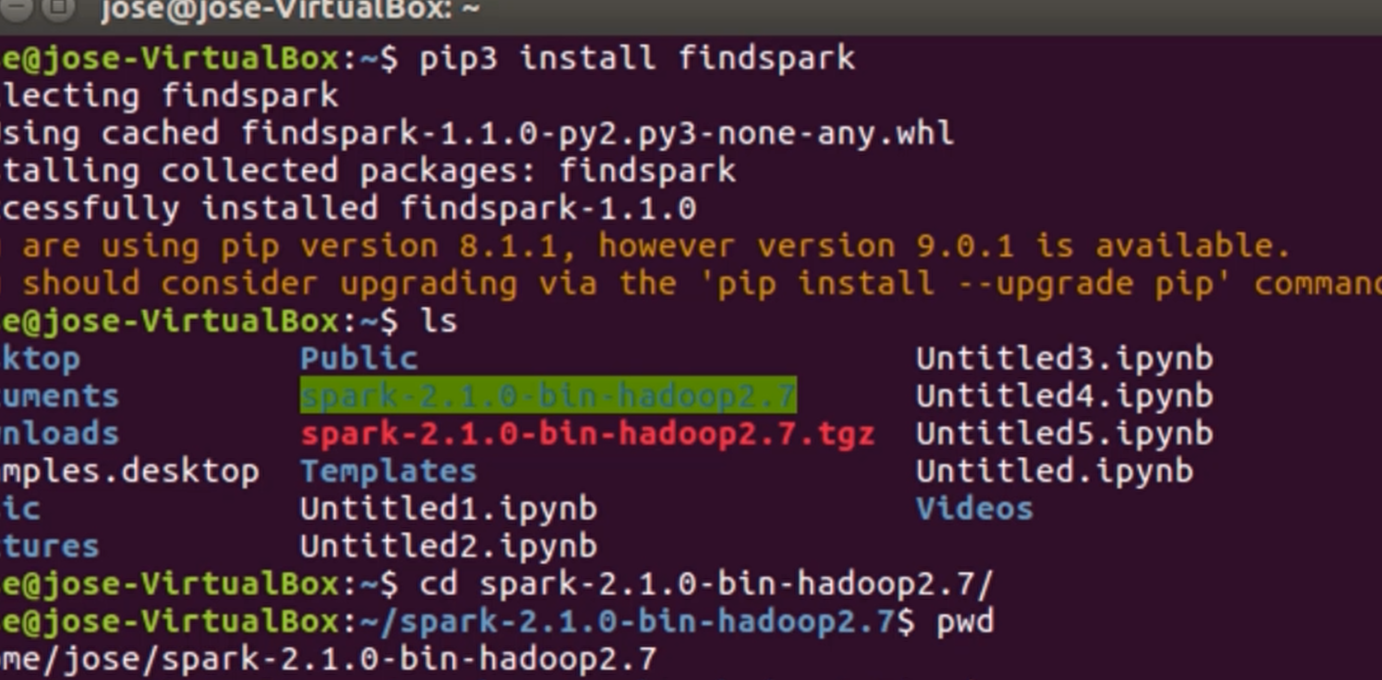 jose@jose-VirtualBox: ~
se@jose-VirtualBox:~$ pip3 install findspark
llecting findspark
Using cached findspark-1.1.0-py2.py3-none-any.whl
talling collected packages: findspark
ccessfully installed findspark-1.1.0
are using pip version 8.1.1, however version 9.0.1 is available.
should consider upgrading via the 'pip install --upgrade pip' command
se@jose-VirtualBox:~$ ls
ktop Public Untitled3.ipynb
uments spark-2.1.0-bin-hadoop2.7 Untitled4.ipynb
nloads spark-2.1.0-bin-hadoop2.7.tgz Untitled5.ipynb
mples.desktop Templates Untitled.ipynb
ic Untitled1.ipynb Videos
tures Untitled2.ipynb
se@jose-VirtualBox:~$ cd spark-2.1.0-bin-hadoop2.7/
se@jose-VirtualBox:~/spark-2.1.0-bin-hadoop2.7$ pwd
me/jose/spark-2.1.0-bin-hadoop2.7